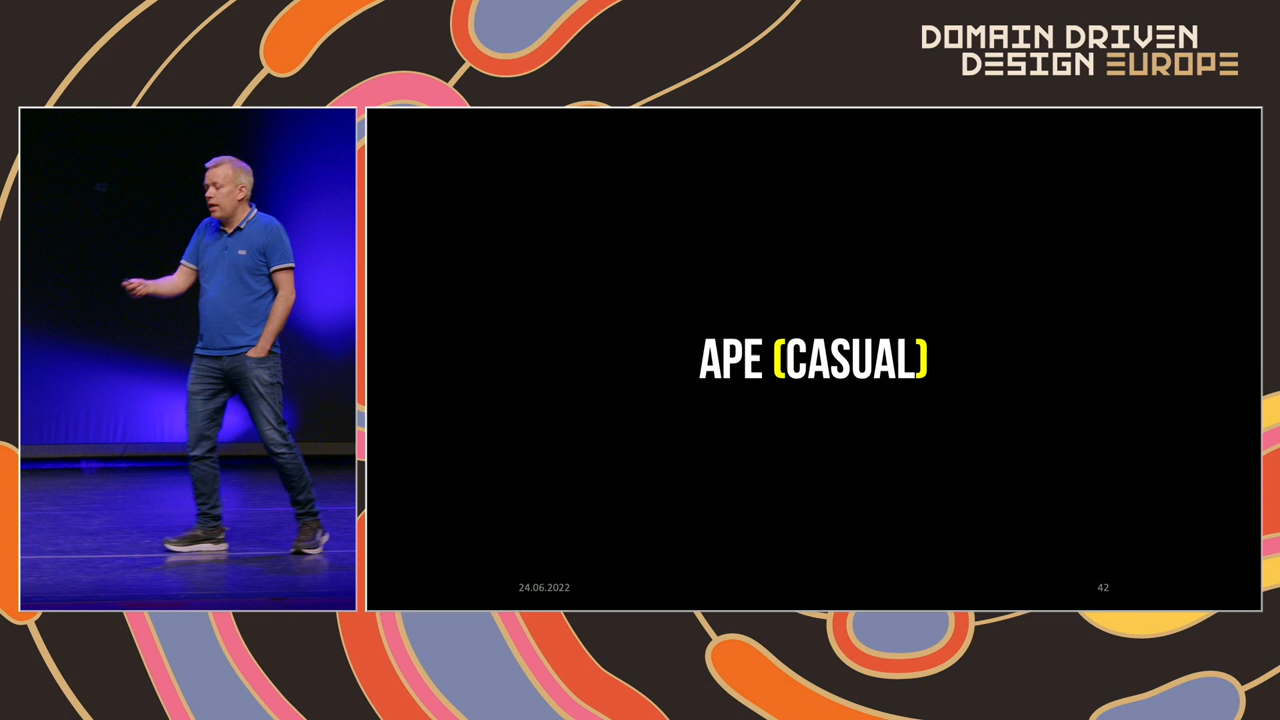 DOMAIN DRIVEN
DESIGN EUROPE
APE (CASUAL)
24.06.2022
42